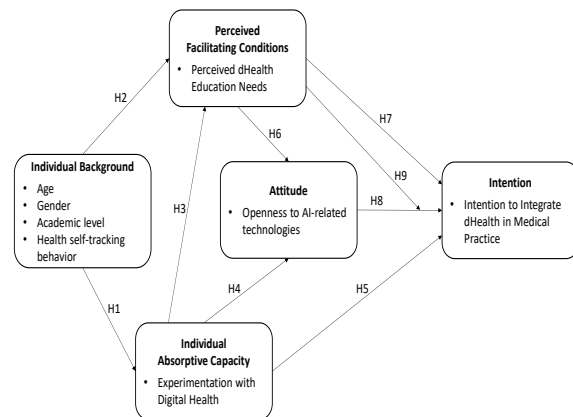 Perceived
Facilitating Conditions
• Perceived dHealth
Education Needs
H2
H7
H6
H9
Individual Background
• Age
• Gender
• Academic level
• Health self-tracking
behavior
H3
Attitude
• Openness to AI-related
technologies
H8
Intention
• Intention to Integrate
dHealth in Medical
Practice
H1
H4
H5
Individual
Absorptive Capacity
• Experimentation with
Digital Health